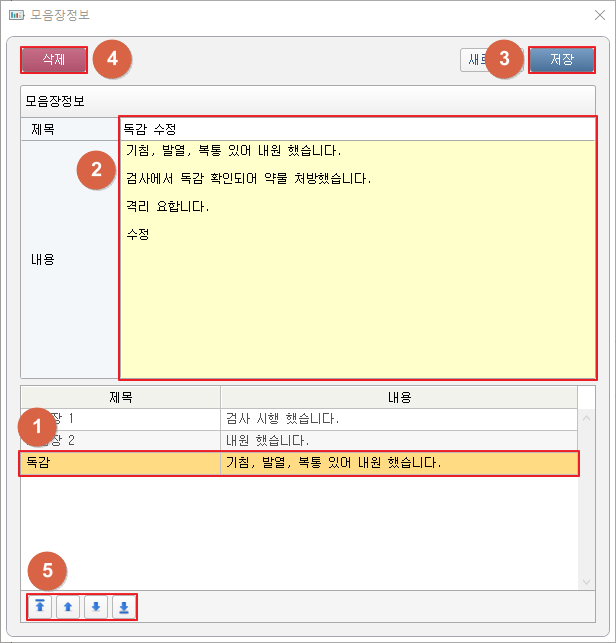 모음장정보
삭제
4
새로
3
저장
모음장정보
제목
독감 수정
2
기침, 발열, 복통 있어 내원 했습니다.
검사에서 독감 확인되어 약물 처방했습니다.
격리 요합니다.
수정
내용
제목 내용
1
장 1 검사 시행 했습니다.
장 2 내원 했습니다.
독감 기침, 발열, 복통 있어 내원 했습니다.
5